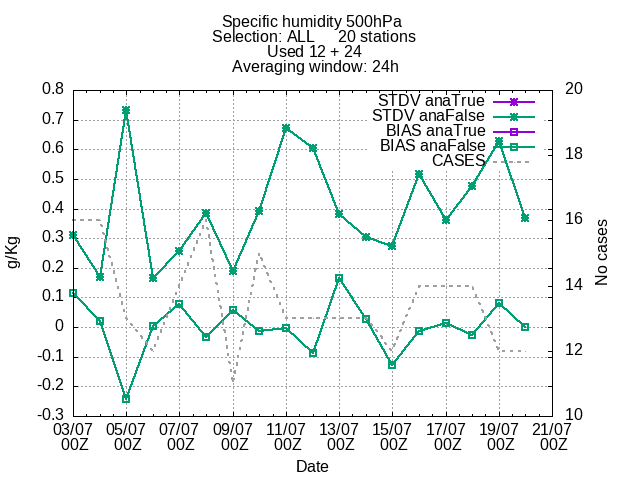 Specific humidity 500hPa
Selection: ALL 20 stations
Used 12 + 24
Averaging window: 24h
STDV anaTrue
STDV anaFalse
BIAS anaTrue
BIAS anaFalse
CASES
0.8
0.7
0.6
0.5
0.4
0.3
0.2
0.1
0
-0.1
-0.2
-0.3
g/Kg
20
18
16
14
12
10
No cases
03/07 05/07 07/07 09/07 11/07 13/07 15/07 17/07 19/07 21/07
00Z 00Z 00Z 00Z 00Z 00Z 00Z 00Z 00Z 00Z
Date